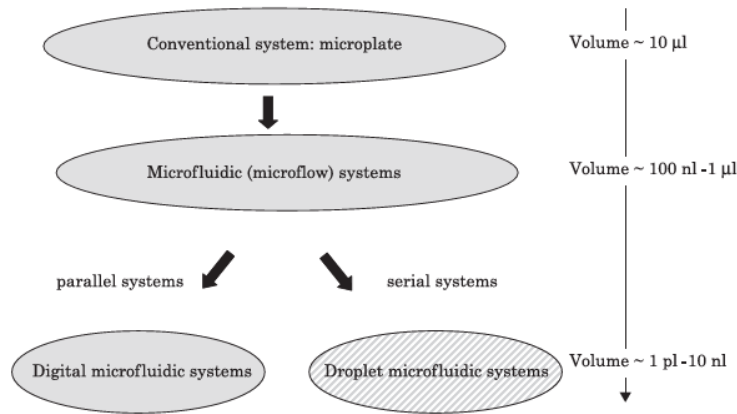 Conventional system: microplate
Volume ~ 10 µl
Microfluidic (microflow) systems
Volume ~ 100 nl -1 µl
parallel systems
serial systems
Digital microfluidic systems
Droplet microfluidic systems
Volume ~ 1 pl -10 nl